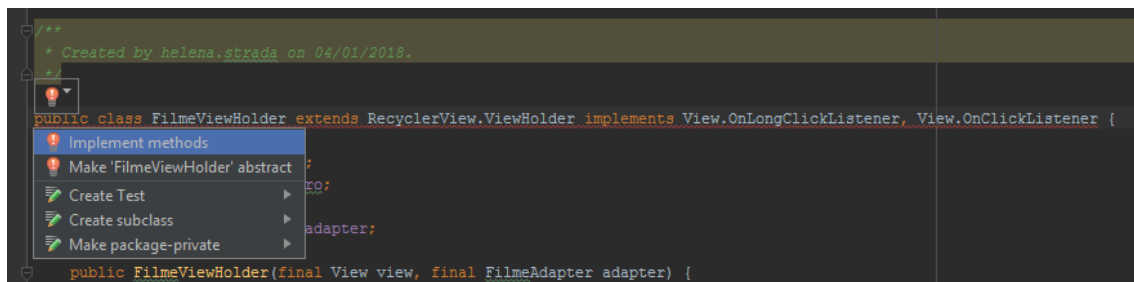 /**
* Created by helena.strada on 04/01/2018.
*/
public class FilmeViewHolder extends RecyclerView.ViewHolder implements View.OnLongClickListener, View.OnClickListener {
Implement methods
Make 'FilmeViewHolder' abstract ;
Create Test ro;
Create subclass adapter;
Make package-private
public FilmeViewHolder(final View view, final FilmeAdapter adapter) {